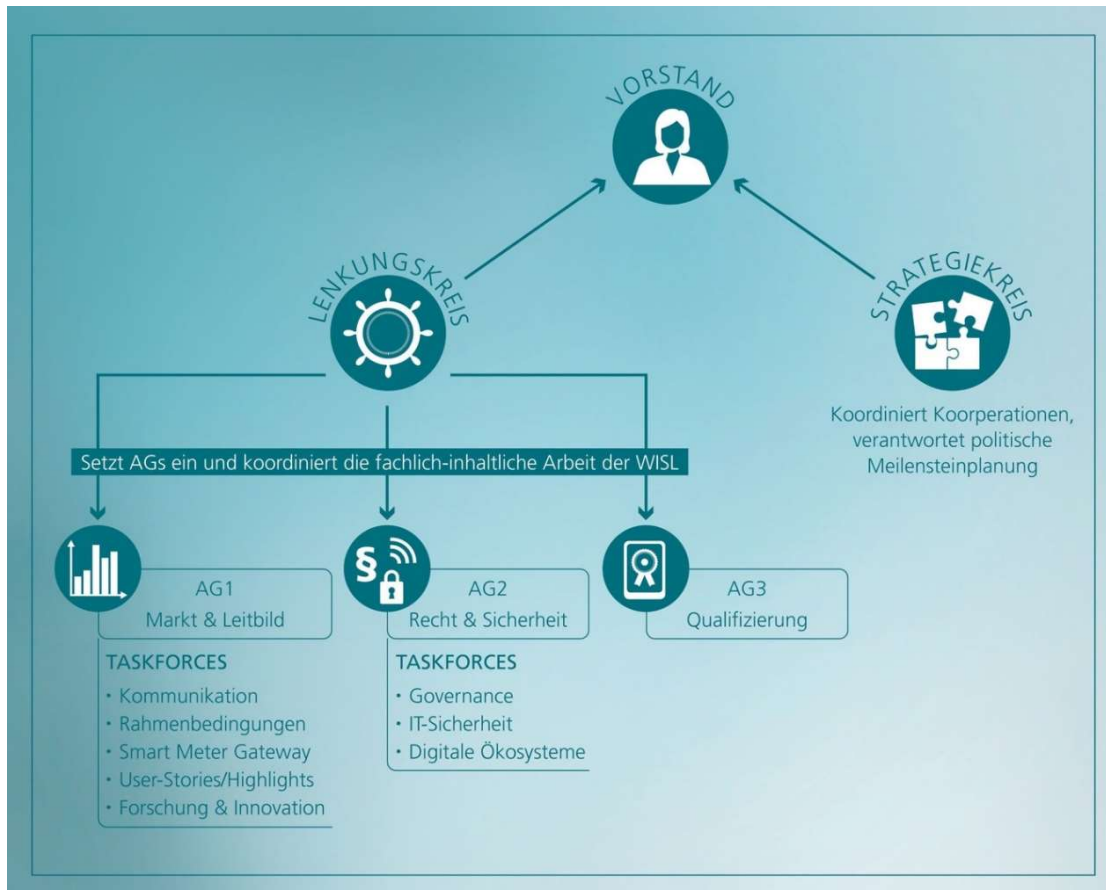 VORSTAND
LENKUNGSKREIS
STRATEGIEKREIS
Koordiniert Koorperationen,
verantwortet politische
Meilensteinplanung
Setzt AGs ein und koordiniert die fachlich-inhaltliche Arbeit der WISL
§
AG1
Markt & Leitbild
TASKFORCES
• Kommunikation
• Rahmenbedingungen
• Smart Meter Gateway
• User-Stories/Highlights
• Forschung & Innovation
AG2
Recht & Sicherheit
TASKFORCES
• Governance
• IT-Sicherheit
• Digitale Ökosysteme
AG3
Qualifizierung